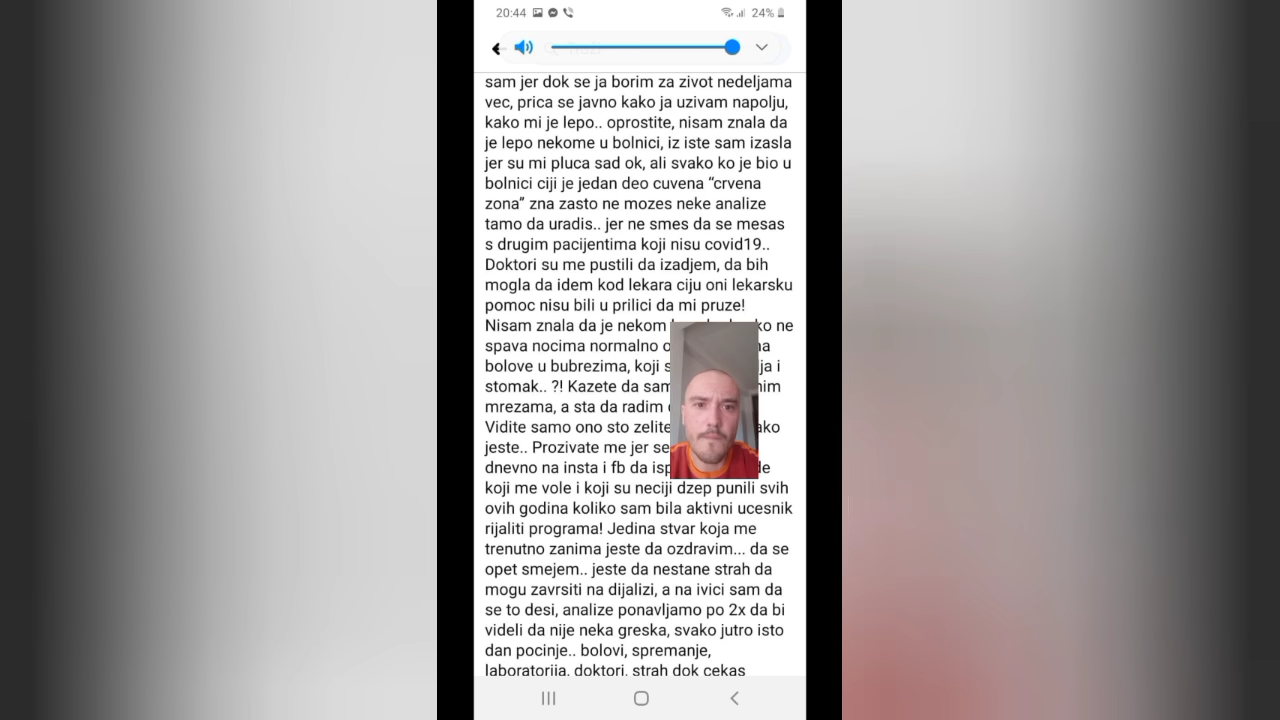 20:44 24%
sam jer dok se ja borim za zivot nedeljama
vec, prica se javno kako ja uzivam napolju,
kako mi je lepo.. oprostite, nisam znala da
je lepo nekome u bolnici, iz iste sam izasla
jer su mi pluca sad ok, ali svako ko je bio u
bolnici ciji je jedan deo cuvena “crvena
zona” zna zasto ne mozes neke analize
tamo da uradis.. jer ne smes da se mesas
s drugim pacijentima koji nisu covid19..
Doktori su me pustili da izadjem, da bih
mogla da idem kod lekara ciju oni lekarsku
pomoc nisu bili u prilici da mi pruze!
Nisam znala da je nekom ko ne
spava nocima normalno
bolove u bubrezima, koji i
stomak.. ?! Kazete da sam
mrezama, a sta da radim
Vidite samo ono sto zelite
jeste.. Prozivate me jer
dnevno na insta i fb da
koji me vole i koji su neciji dzep punili svih
ovih godina koliko sam bila aktivni ucesnik
rijaliti programa! Jedina stvar koja me
trenutno zanima jeste da ozdravim... da se
opet smejem.. jeste da nestane strah da
mogu zavrsiti na dijalizi, a na ivici sam da
se to desi, analize ponavljamo po 2x da bi
videli da nije neka greska, svako jutro isto
dan pocinje.. bolovi, spremanje,
laboratorija, doktori, strah dok cekas